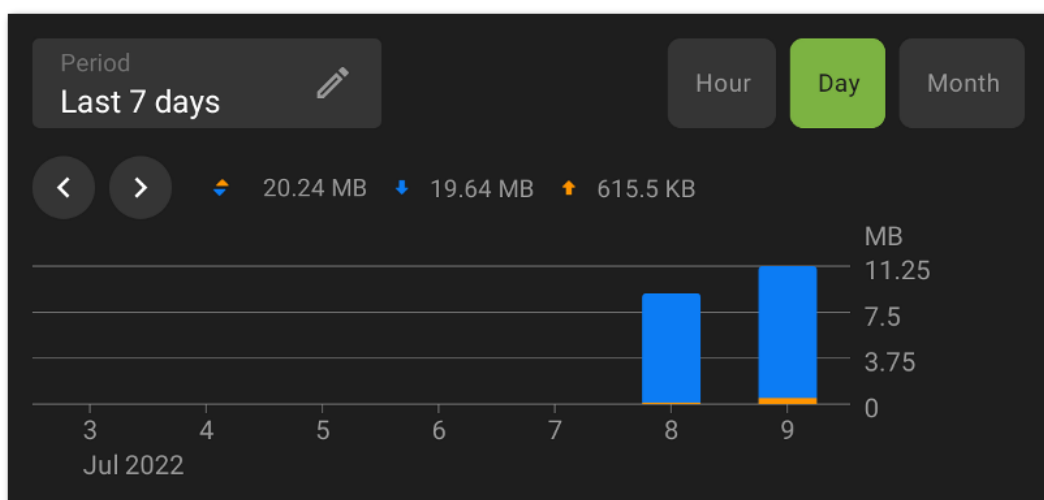 Period
Last 7 days
Hour Day Month
20.24 MB 19.64 MB 615.5 KB
MB
11.25
7.5
3.75
0
3 4 5 6 7 8 9
Jul 2022